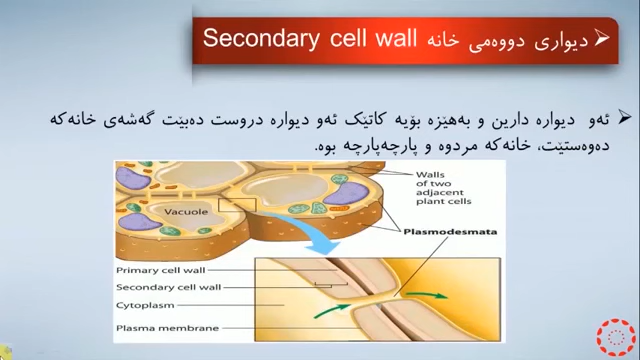 دیواری دووەمی خانە Secondary cell wall
ئەو دیوارە دارین و بەهێزە بۆیە کاتێک ئەو دیوارە دروست دەبێت گەشەی خانەکە
دەوەستێت، خانەکە مردوە و پارچەپارچە بوە.
Walls
of two
adjacent
plant cells
Vacuole
Plasmodesmata
Primary cell wall
Secondary cell wall
Cytoplasm
Plasma membrane